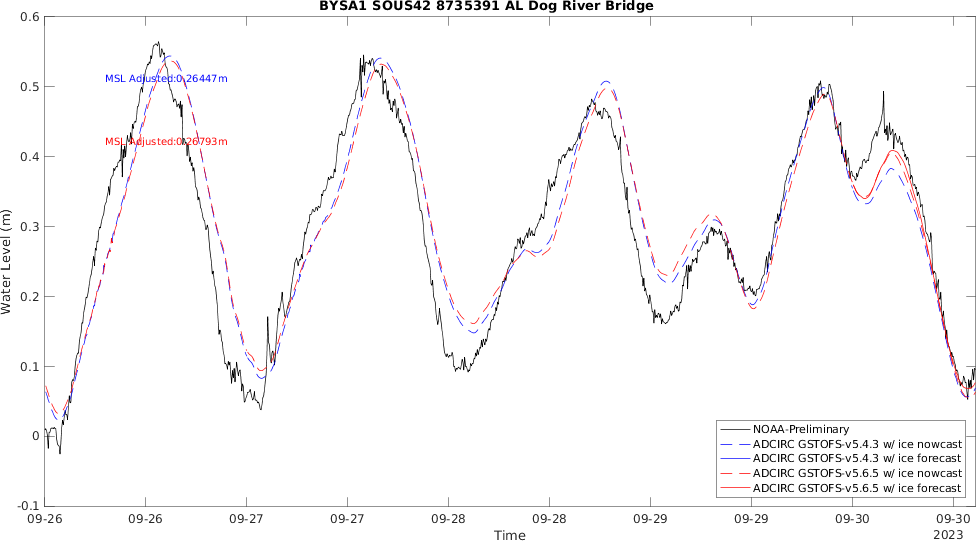 BYSA1 SOUS42 8735391 AL Dog River Bridge
0.6
0.5
0.4
0.3
0.2
0.1
0
-0.1
Water Level (m)
MSL Adjusted:0.26447m
MSL Adjusted:0.26793m
NOAA-Preliminary
ADCIRC GSTOFS-v5.4.3 w/ ice nowcast
ADCIRC GSTOFS-v5.4.3 w/ ice forecast
ADCIRC GSTOFS-v5.6.5 w/ ice nowcast
ADCIRC GSTOFS-v5.6.5 w/ ice forecast
09-26 09-26 09-27 09-27 09-28 09-28 09-29 09-29 09-30 09-30
2023
Time